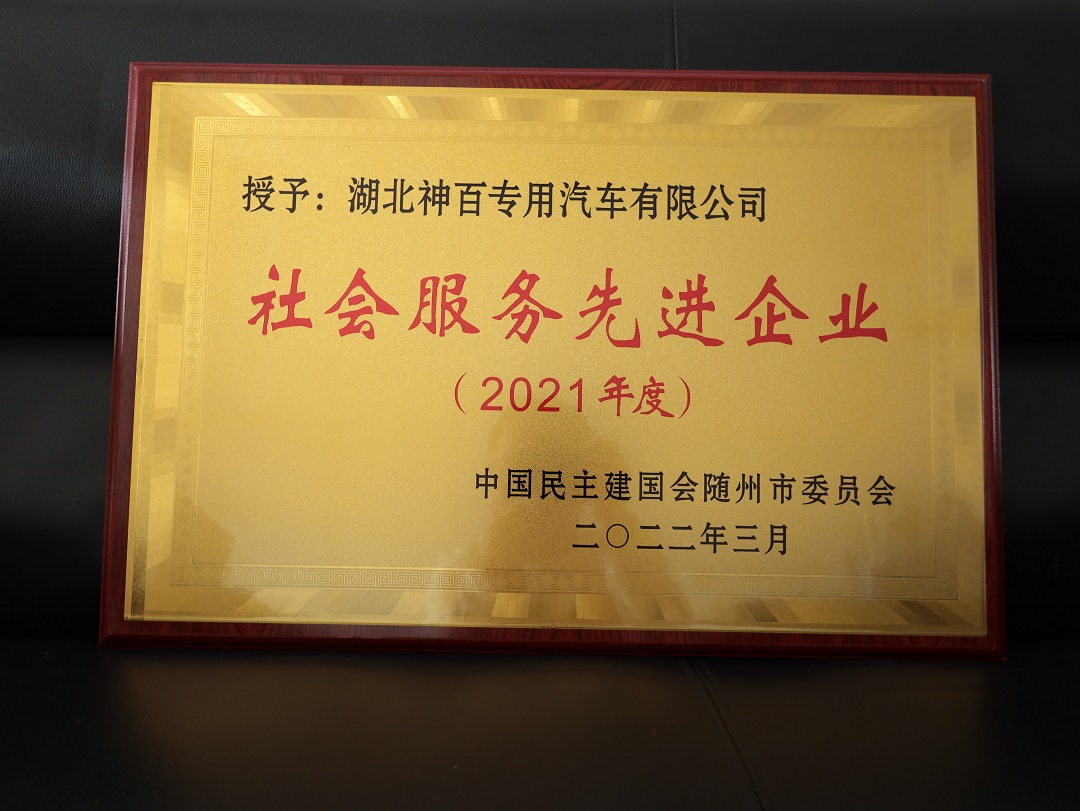 授予：湖北神百专用汽车有限公司
社会服务先进企业
（2021年度）
中国民主建国会随州市委员会
二〇二二年三月